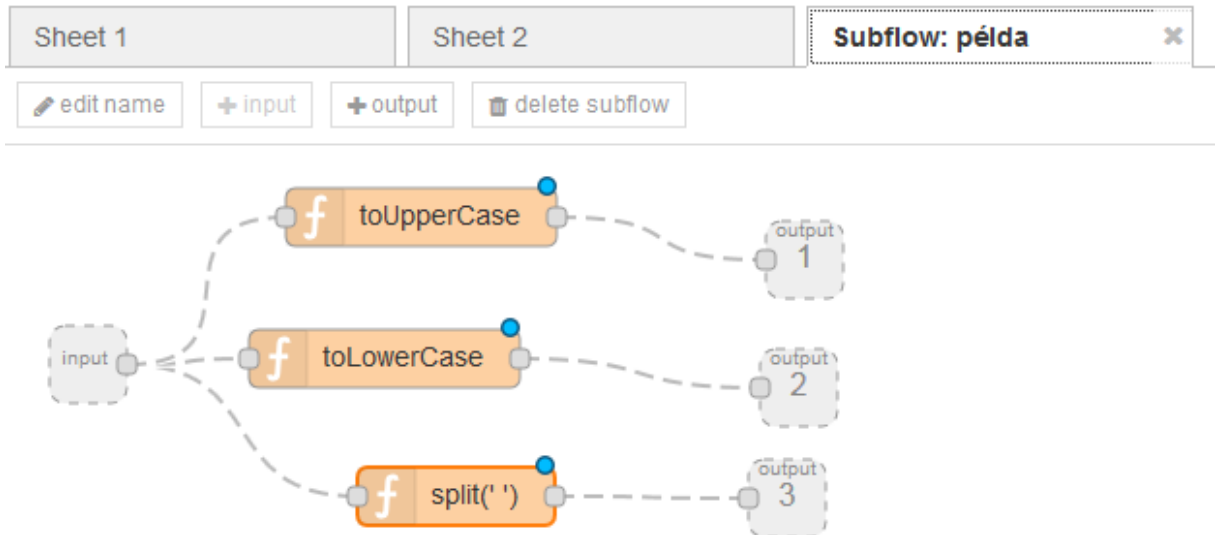 Sheet 1
Sheet 2
Subflow: példa
edit name
input
output
delete subflow
toUpperCase
output
1
input
toLowerCase
output
2
split(' ')
output
3